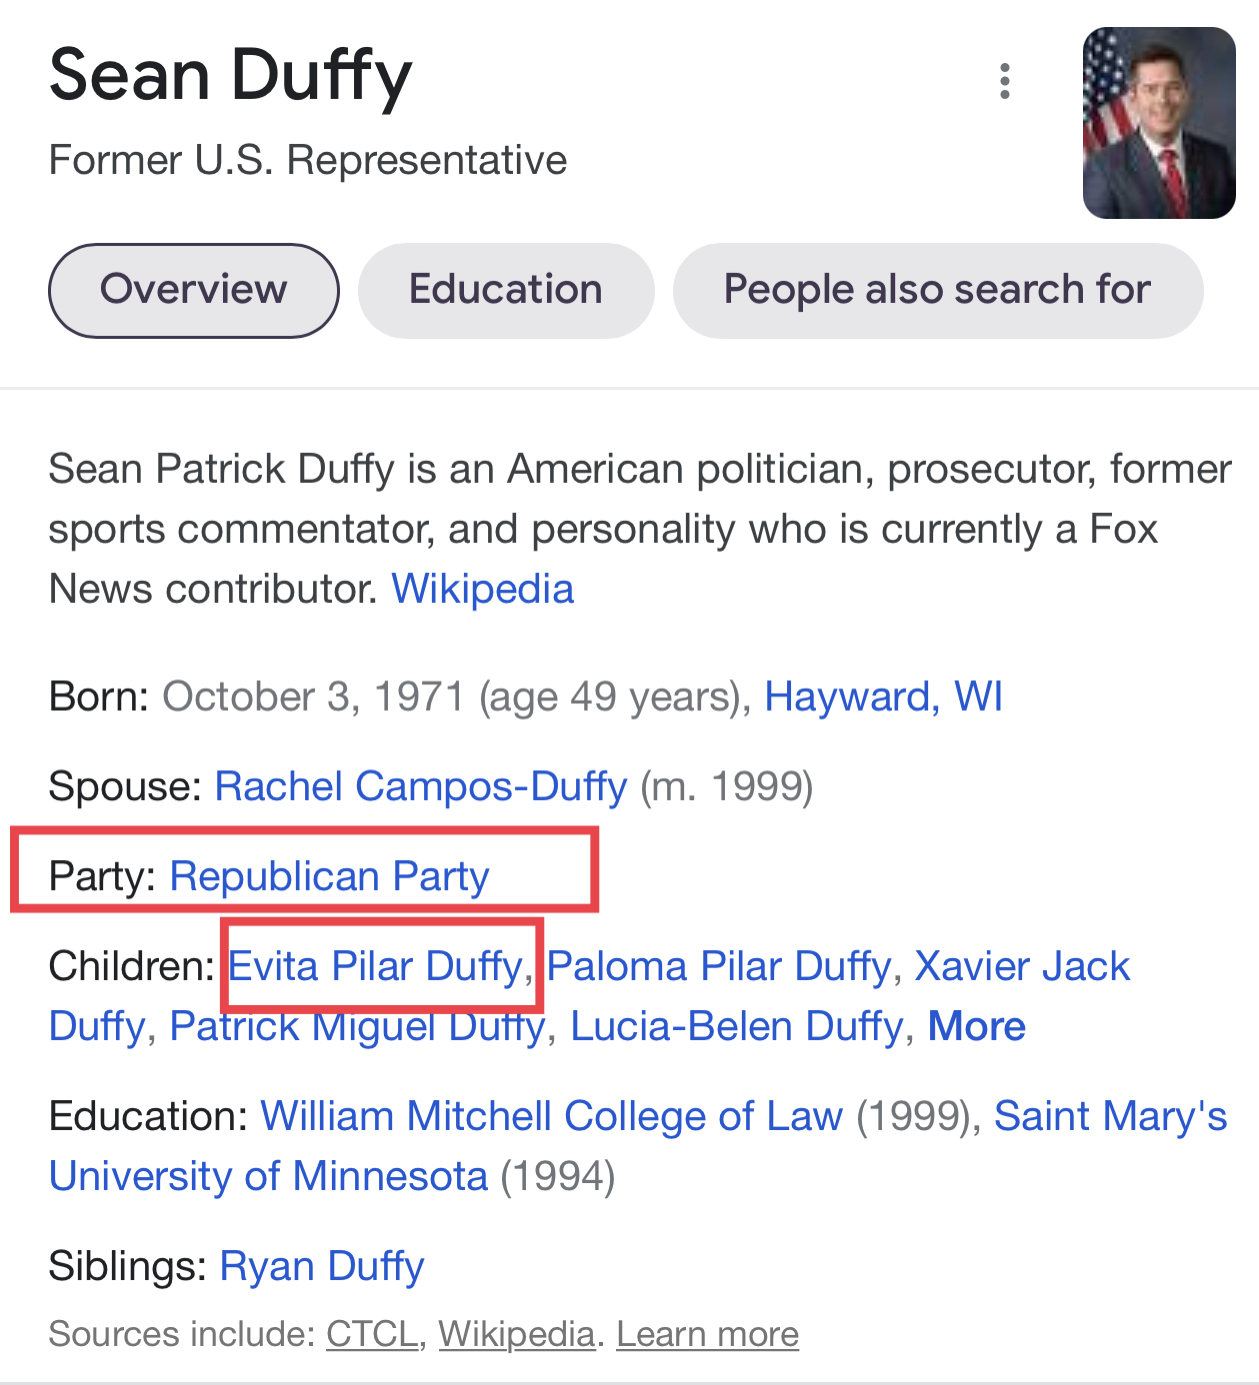 Sean Duffy
Former U.S. Representative
Overview
Education
People also search for
Sean Patrick Duffy is an American politician, prosecutor, former
sports commentator, and personality who is currently a Fox
News contributor. Wikipedia
Born: October 3, 1971 (age 49 years), Hayward, WI
Spouse: Rachel Campos-Duffy (m. 1999)
Party: Republican Party
Children: Evita Pilar Duffy, Paloma Pilar Duffy, Xavier Jack
Duffy, Patrick Miguel Duffy, Lucia-Belen Duffy, More
Education: William Mitchell College of Law (1999), Saint Mary's
University of Minnesota (1994)
Siblings: Ryan Duffy
Sources include: CTCL, Wikipedia. Learn more